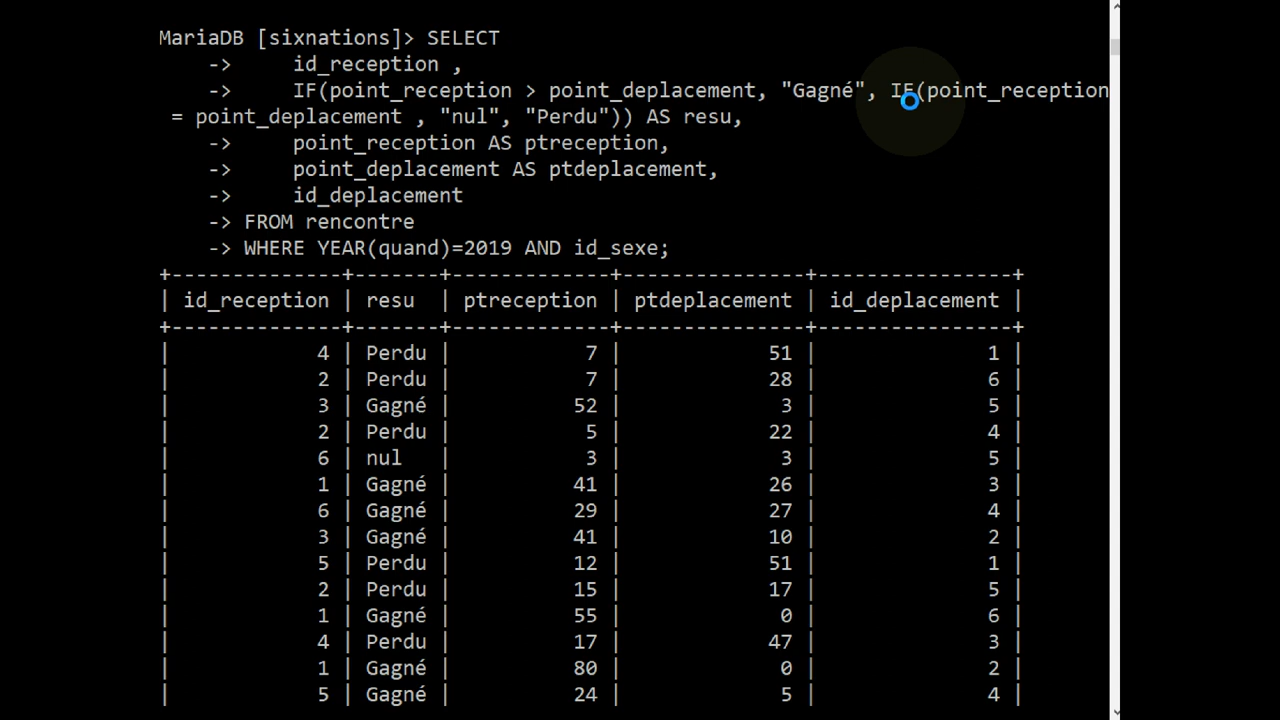 MariaDB [sixnations]> SELECT
    ->     id_reception ,
    ->     IF(point_reception > point_deplacement, "Gagné", IF(point_reception
 = point_deplacement , "nul", "Perdu")) AS resu,
    ->     point_reception AS ptreception,
    ->     point_deplacement AS ptdeplacement,
    ->     id_deplacement
    -> FROM rencontre
    -> WHERE YEAR(quand)=2019 AND id_sexe;
+--------------+-------+-------------+---------------+----------------+
| id_reception | resu  | ptreception | ptdeplacement | id_deplacement |
+--------------+-------+-------------+---------------+----------------+
|            4 | Perdu |           7 |            51 |              1 |
|            2 | Perdu |           7 |            28 |              6 |
|            3 | Gagné |          52 |             3 |              5 |
|            2 | Perdu |           5 |            22 |              4 |
|            6 | nul   |           3 |             3 |              5 |
|            1 | Gagné |          41 |            26 |              3 |
|            6 | Gagné |          29 |            27 |              4 |
|            3 | Gagné |          41 |            10 |              2 |
|            5 | Perdu |          12 |            51 |              1 |
|            2 | Perdu |          15 |            17 |              5 |
|            1 | Gagné |          55 |             0 |              6 |
|            4 | Perdu |          17 |            47 |              3 |
|            1 | Gagné |          80 |             0 |              2 |
|            5 | Gagné |          24 |             5 |              4 |